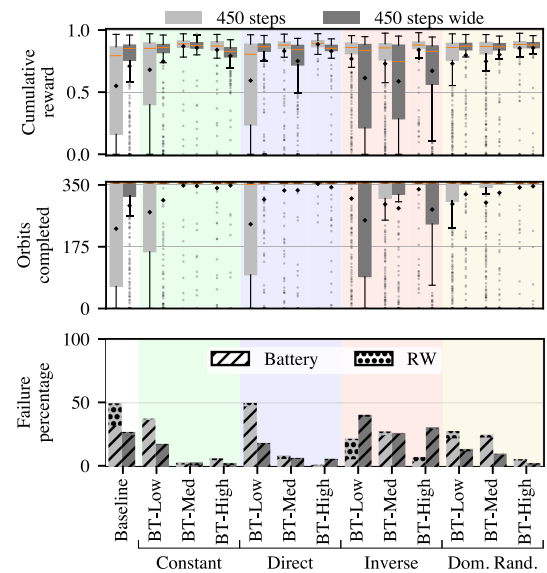 450 steps 450 steps wide
Cumulative
reward
1.0
0.5
0.0
Orbits
completed
350
175
0
Failure
percentage
100
50
0
Battery RW
Baseline
BT-Low
BT-Med
BT-High
BT-Low
BT-Med
BT-High
BT-Low
BT-Med
BT-High
BT-Low
BT-Med
BT-High
Constant Direct Inverse Dom. Rand.